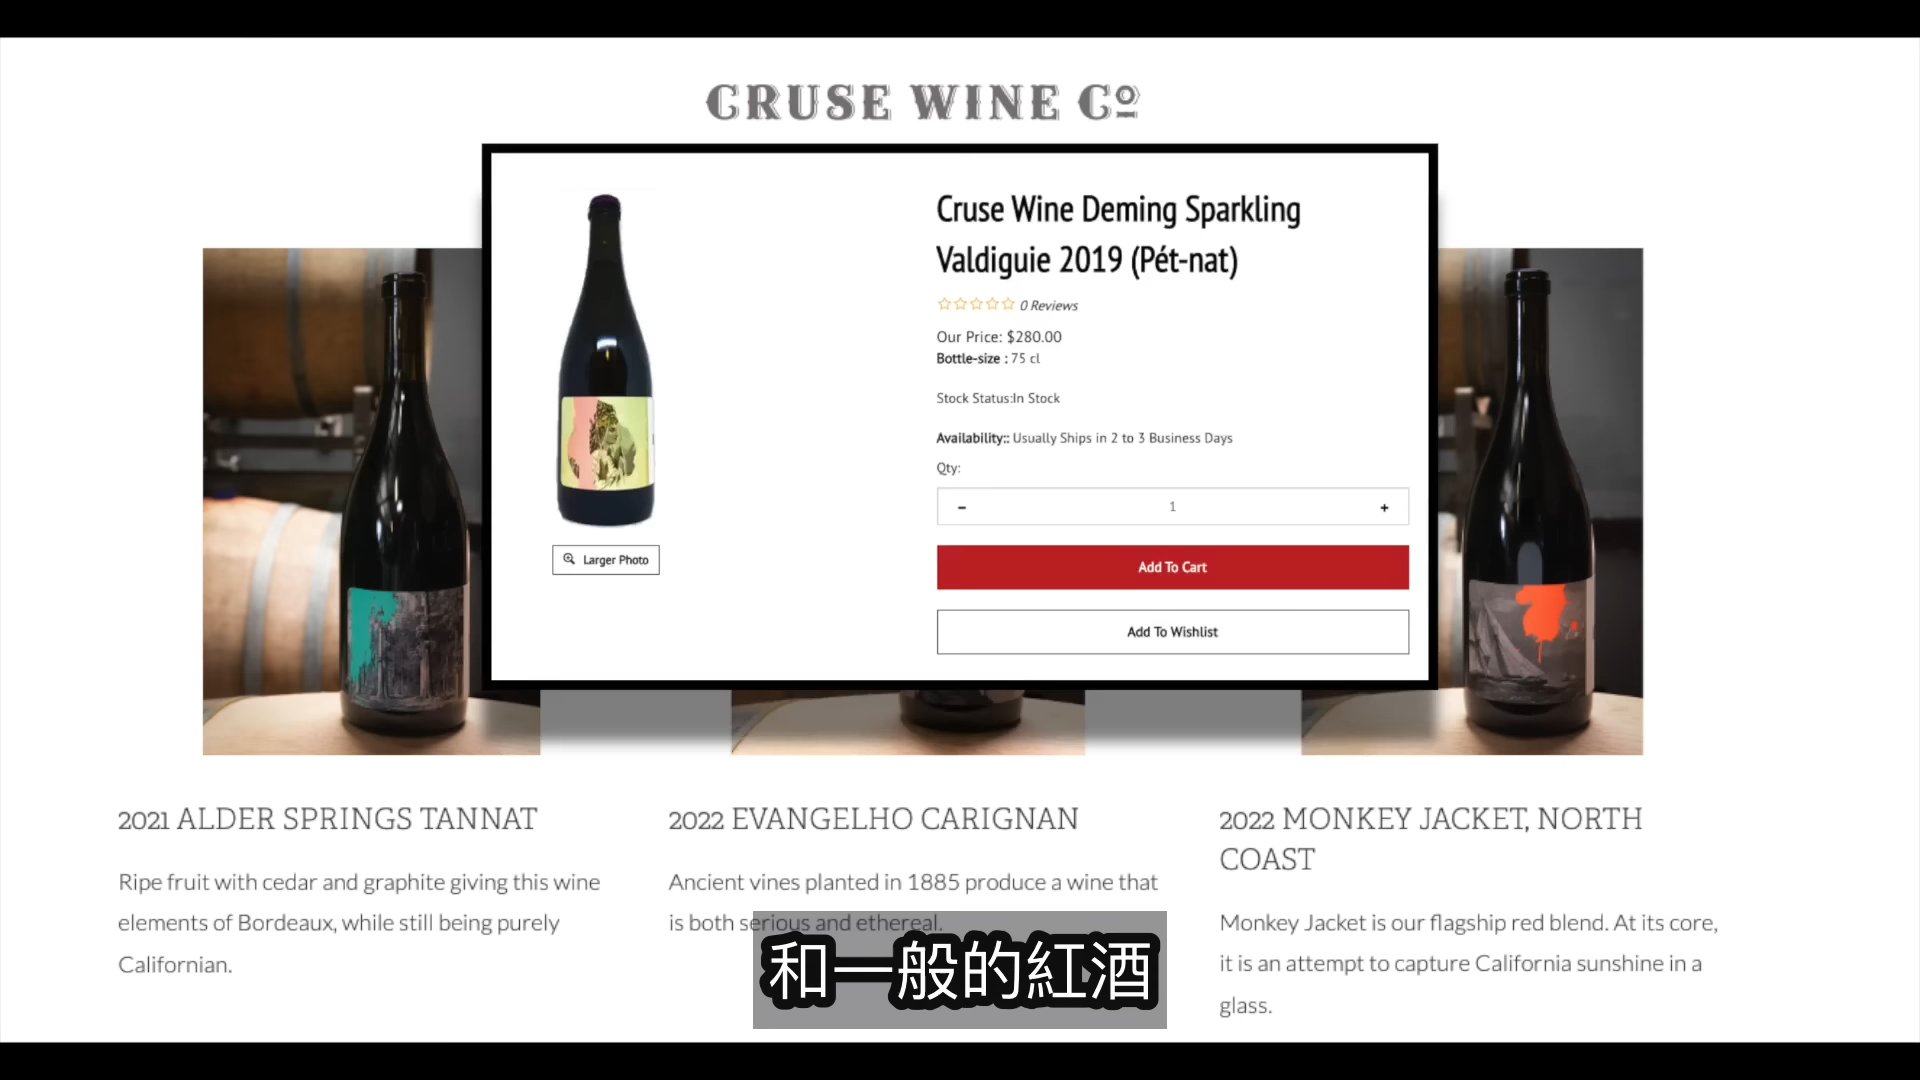 CRUSE WINE Cº
Cruse Wine Deming Sparkling
Valdiguie 2019 (Pét-nat)
0 Reviews
Our Price: $280.00
Bottle-size : 75 cl
Stock Status:In Stock
Availability:: Usually Ships in 2 to 3 Business Days
Qty:
- 1 +
Larger Photo
Add To Cart
Add To Wishlist
2021 ALDER SPRINGS TANNAT
Ripe fruit with cedar and graphite giving this wine
elements of Bordeaux, while still being purely
Californian.
2022 EVANGELHO CARIGNAN
Ancient vines planted in 1885 produce a wine that
is both serious and ethereal.
2022 MONKEY JACKET, NORTH
COAST
Monkey Jacket is our flagship red blend. At its core,
it is an attempt to capture California sunshine in a
glass.
和一般的紅酒